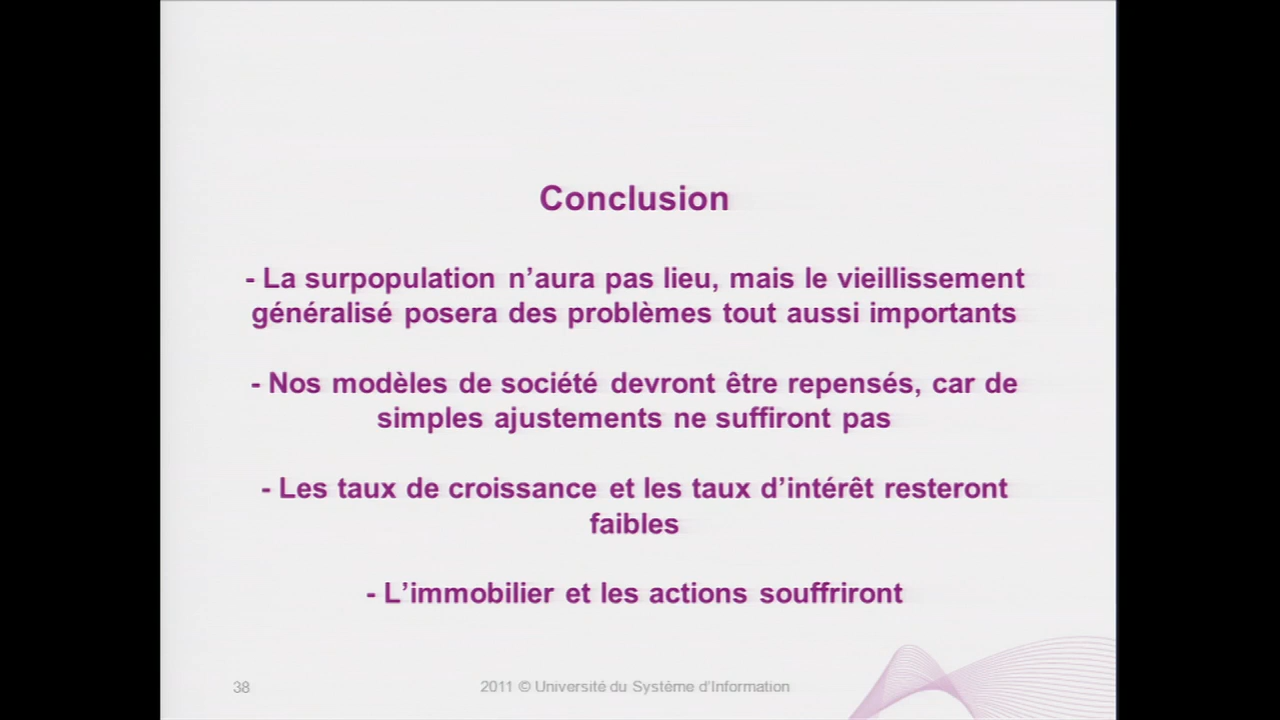 Conclusion
- La surpopulation n’aura pas lieu, mais le vieillissement
généralisé posera des problèmes tout aussi importants
- Nos modèles de société devront être repensés, car de
simples ajustements ne suffiront pas
- Les taux de croissance et les taux d’intérêt resteront
faibles
- L’immobilier et les actions souffriront
38
2011 © Université du Système d’Information